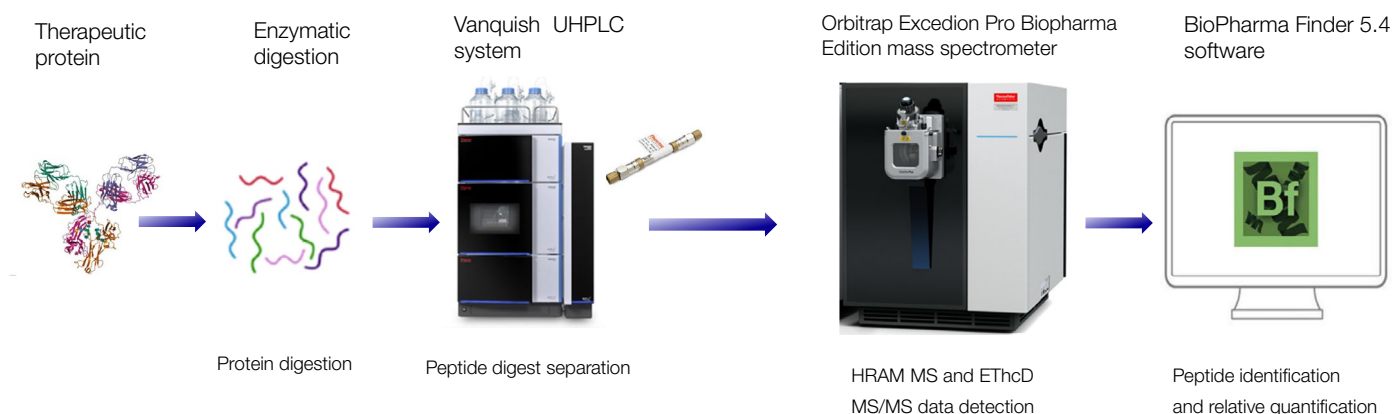 Therapeutic
protein
Enzymatic
digestion
Vanquish UHPLC
system
Orbitrap Excedion Pro Biopharma
Edition mass spectrometer
BioPharma Finder 5.4
software
Bf
Protein digestion
Peptide digest separation
HRAM MS and EThcD
MS/MS data detection
Peptide identification
and relative quantification